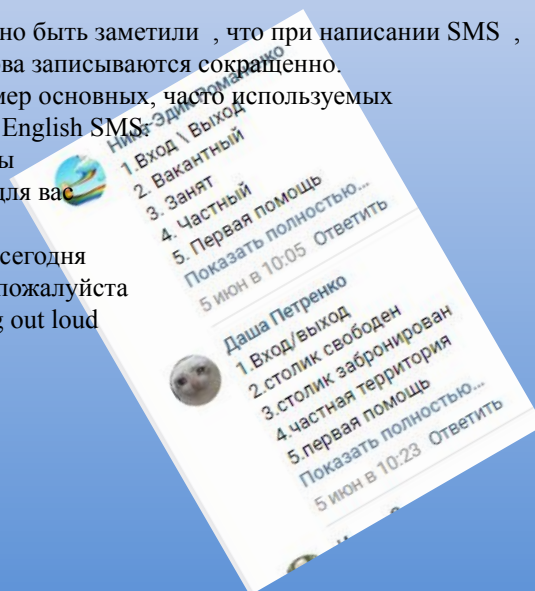 но быть заметили , что при написании SMS ,
ова записываются сокращенно.
мер основных, часто используемых
English SMS:
ы
для вас
сегодня
пожалуйста
g out loud
1.Вход \ Выход
2. Вакантный
3. Занят
4. Частный
5. Первая помощь
Показать полностью...
5 июн в 10:05 Ответить
Даша Петренко
1.Вход/выход
2.столик свободен
3.столик забронирован
4.частная территория
5.первая помощь
Показать полностью...
5 июн в 10:23 Ответить